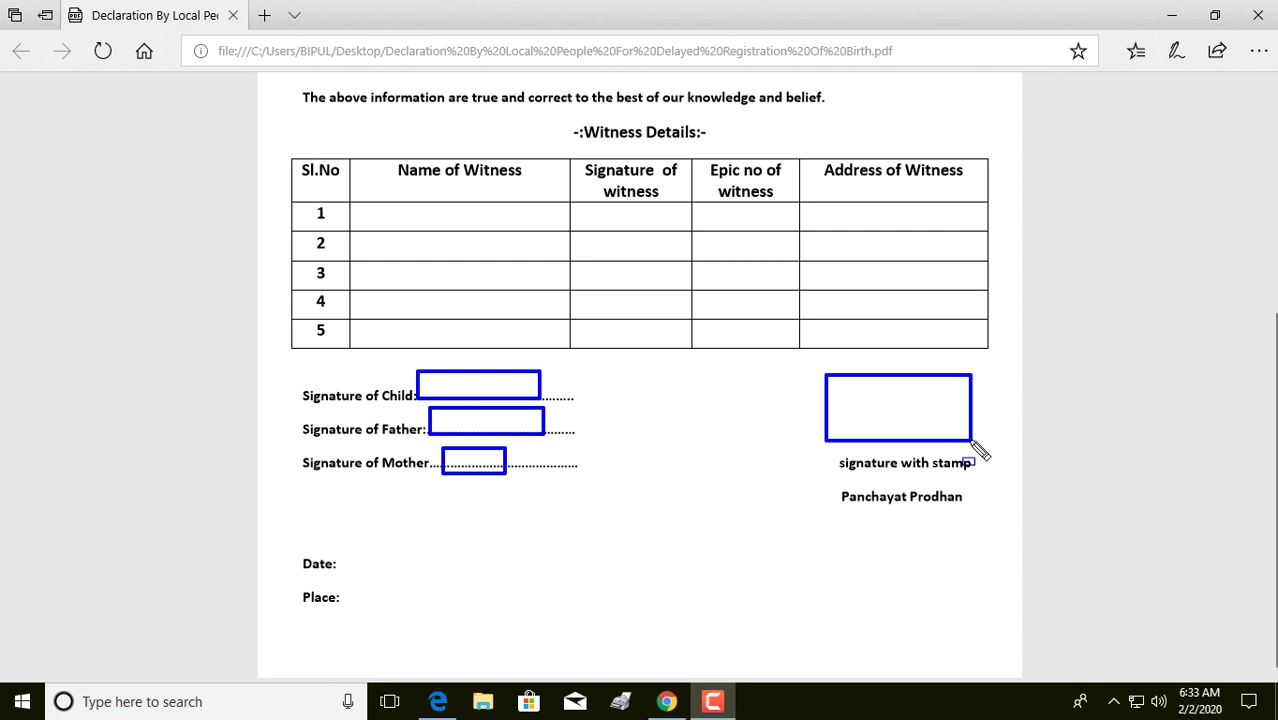 Declaration By Local Pe
file:///C:/Users/BIPUL/Desktop/Declaration%20By%20Local%20People%20For%20Delayed%20Registration%20Of%20Birth.pdf
The above information are true and correct to the best of our knowledge and belief.
-:Witness Details:-
Sl.No Name of Witness Signature of witness Epic no of witness Address of Witness
1
2
3
4
5
Signature of Child:.........
Signature of Father:.........
Signature of Mother.......................................
signature with stamp
Panchayat Prodhan
Date:
Place:
Type here to search
6:33 AM
2/2/2020